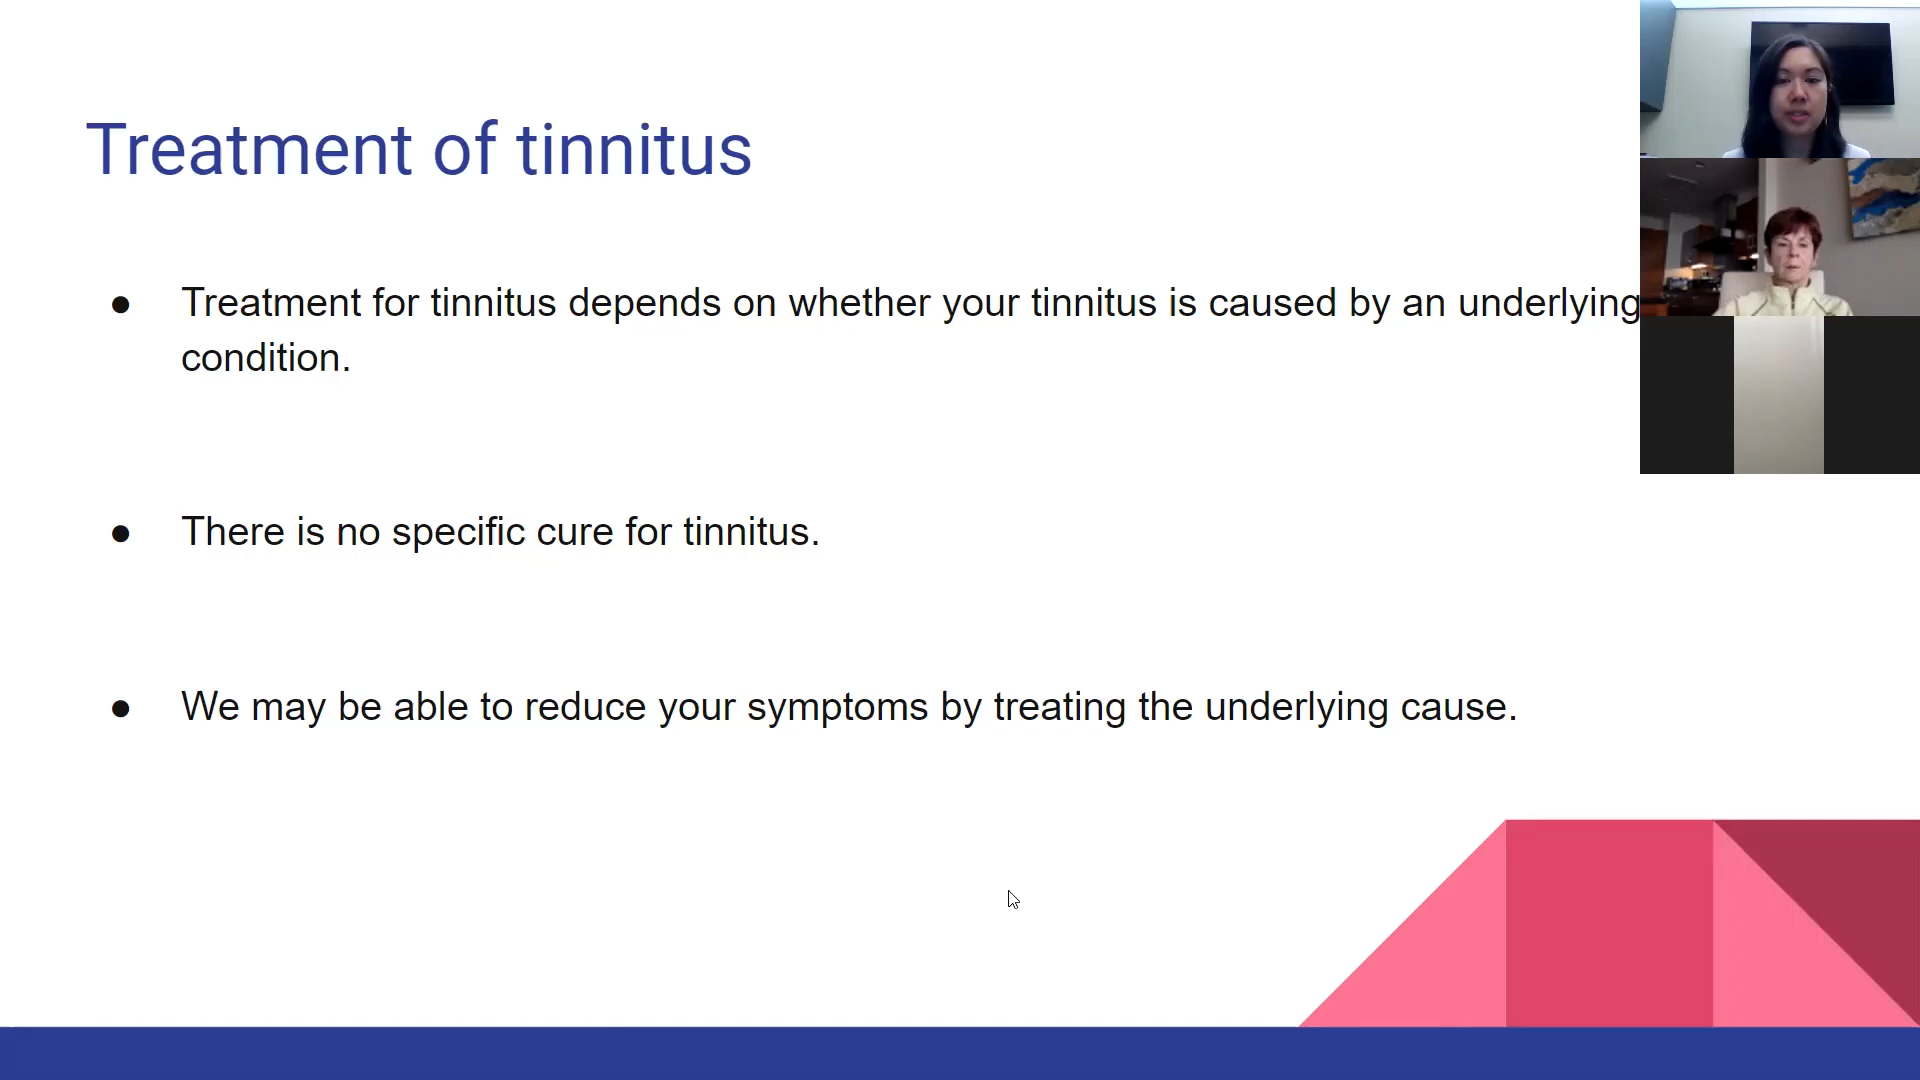 Treatment of tinnitus
● Treatment for tinnitus depends on whether your tinnitus is caused by an underlying
condition.
● There is no specific cure for tinnitus.
● We may be able to reduce your symptoms by treating the underlying cause.